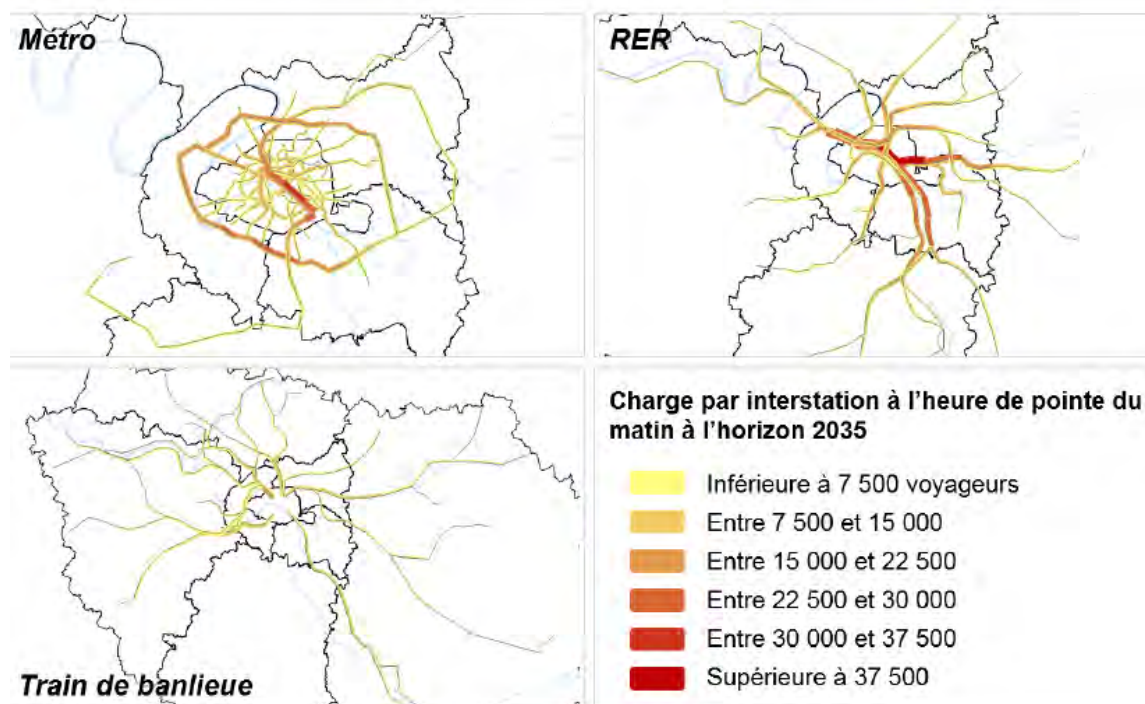 Métro
RER
Train de banlieue
Charge par interstation à l'heure de pointe du
matin à l'horizon 2035
Inférieure à 7 500 voyageurs
Entre 7 500 et 15 000
Entre 15 000 et 22 500
Entre 22 500 et 30 000
Entre 30 000 et 37 500
Supérieure à 37 500